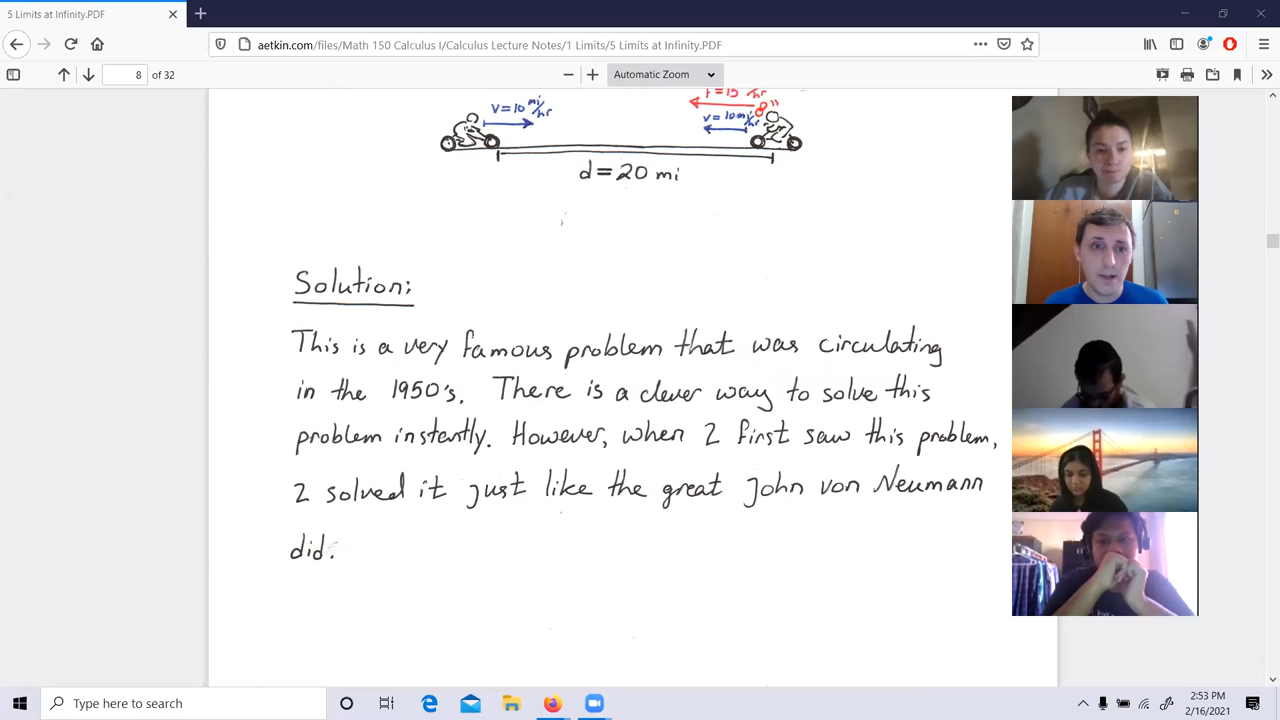 5 Limits at Infinity.PDF
aetkin.com/files/Math 150 Calculus I/Calculus Lecture Notes/1 Limits/5 Limits at Infinity.PDF
8 of 32
Automatic Zoom
V=10 mi/hr
F=15 /hr
V=10 mi/hr
d = 20 mi
Solution:
This is a very famous problem that was circulating
in the 1950's. There is a clever way to solve this
problem instantly. However, when I first saw this problem,
I solved it just like the great John von Neumann
did.
Type here to search
2:53 PM
2/16/2021